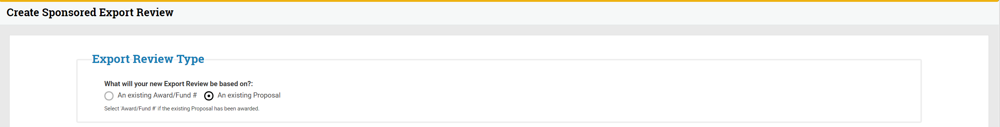 Create Sponsored Export Review
Export Review Type
What will your new Export Review be based on?:
An existing Award/Fund # An existing Proposal
Select 'Award/Fund #' if the existing Proposal has been awarded.